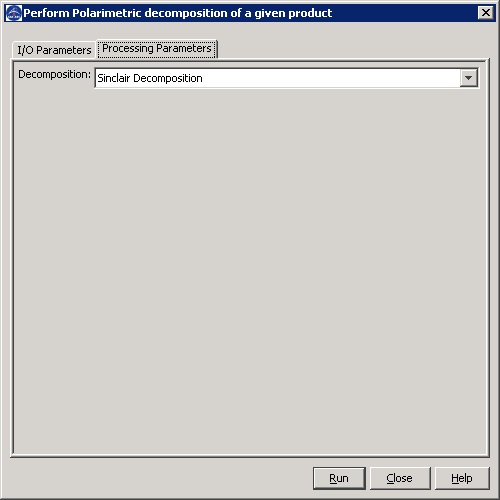 Perform Polarimetric decomposition of a given product
I/O Parameters Processing Parameters
Decomposition: Sinclair Decomposition
Run Close Help